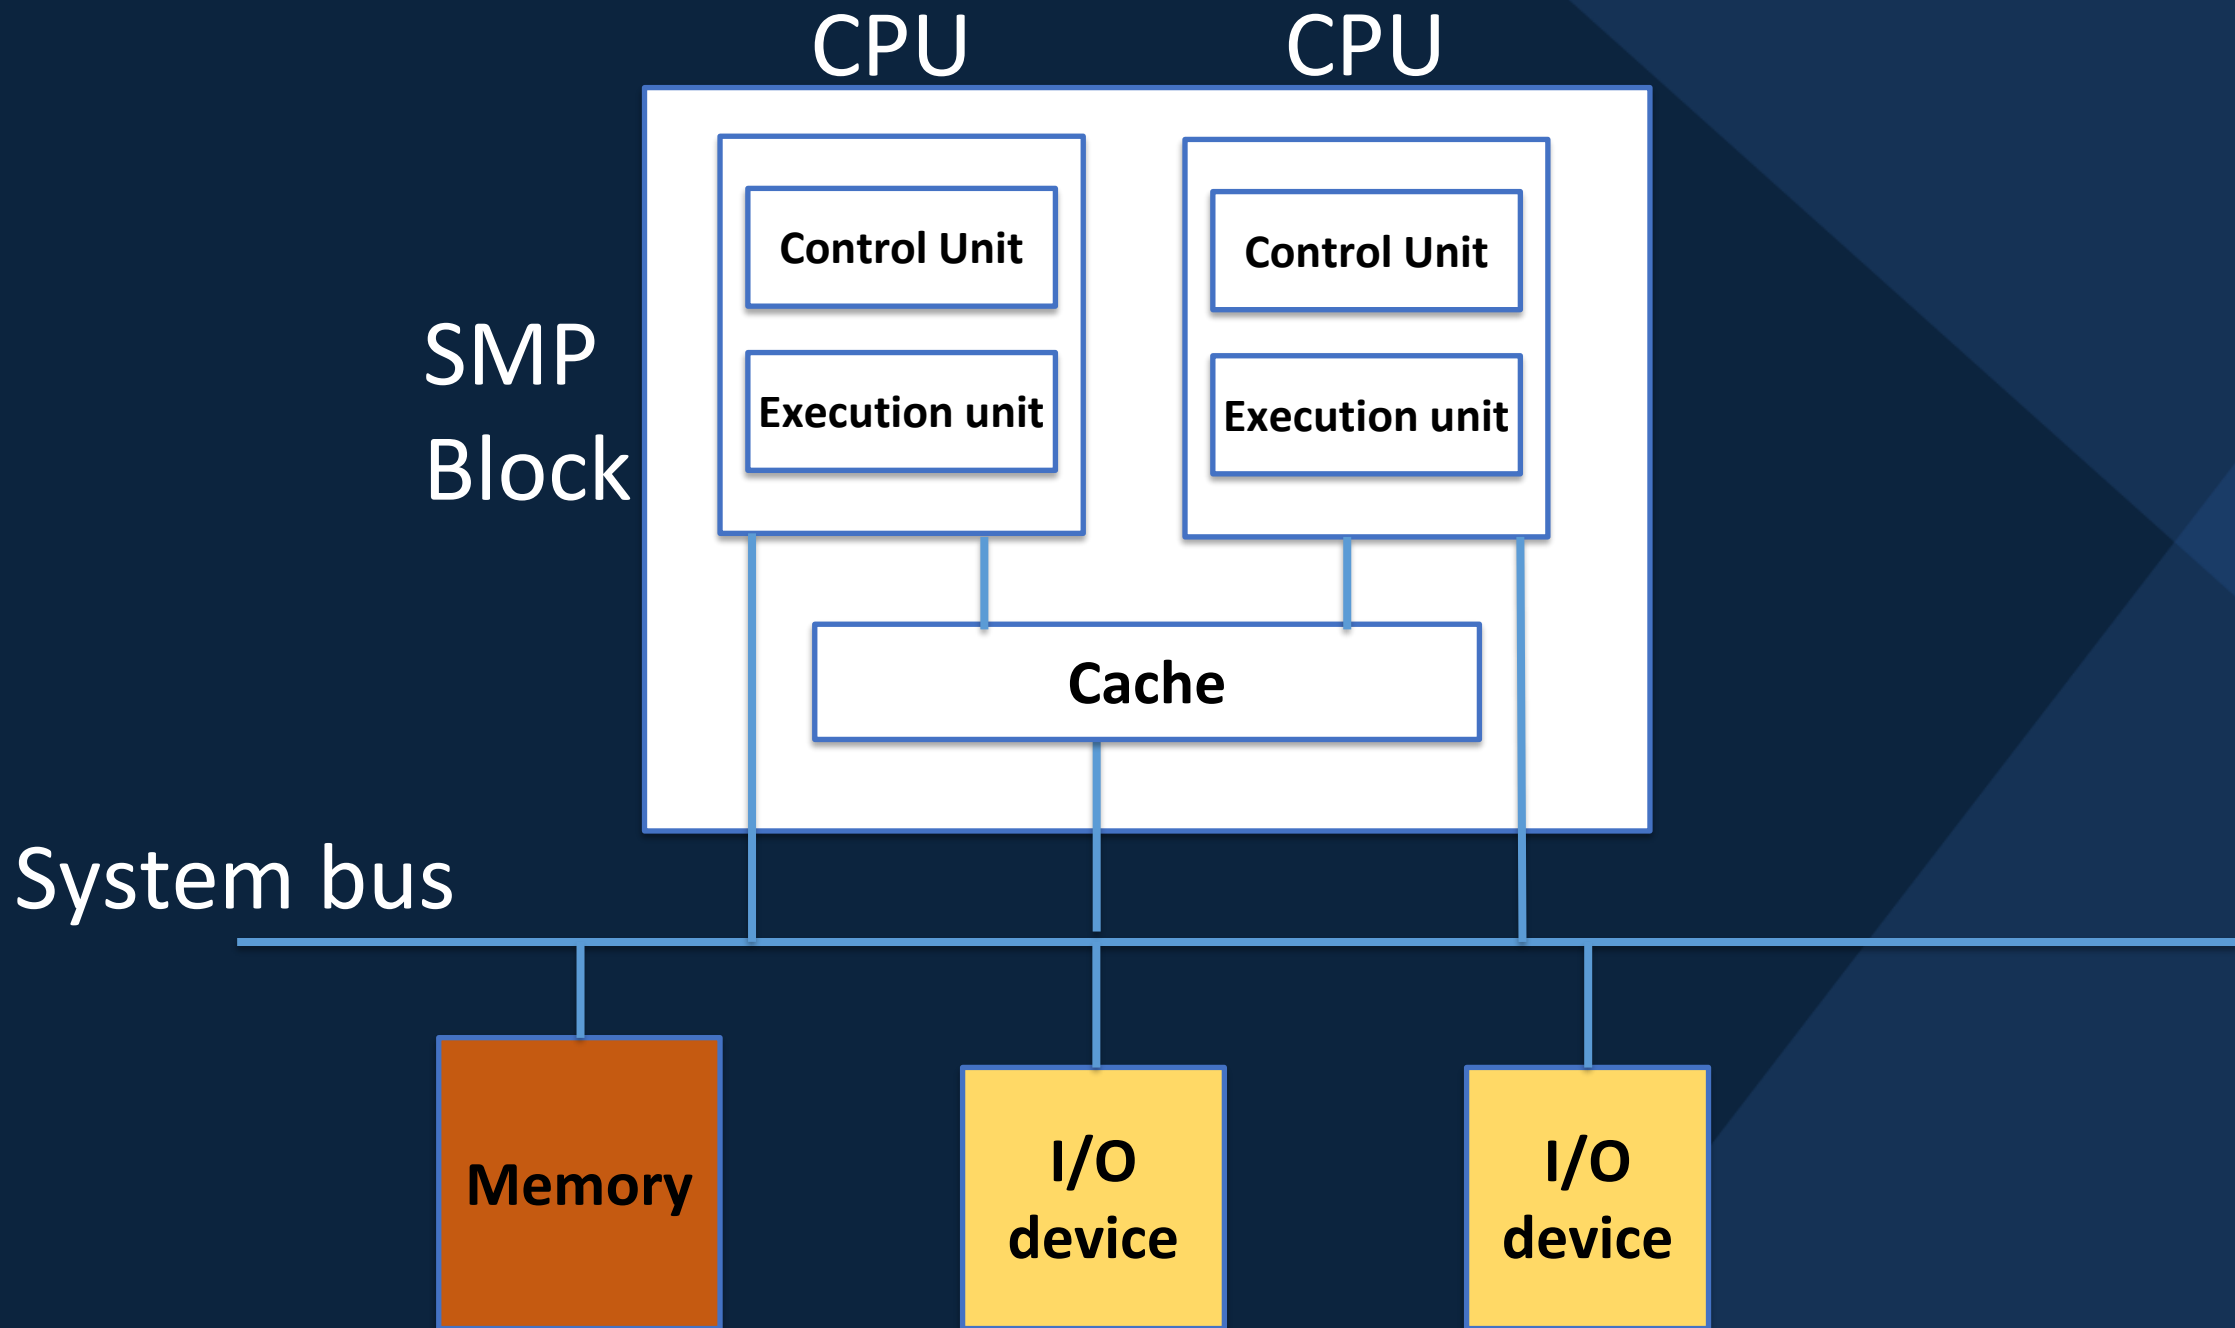 CPU
CPU
Control Unit
Control Unit
SMP
Block
Execution unit
Execution unit
Cache
System bus
Memory
I/O
device
I/O
device